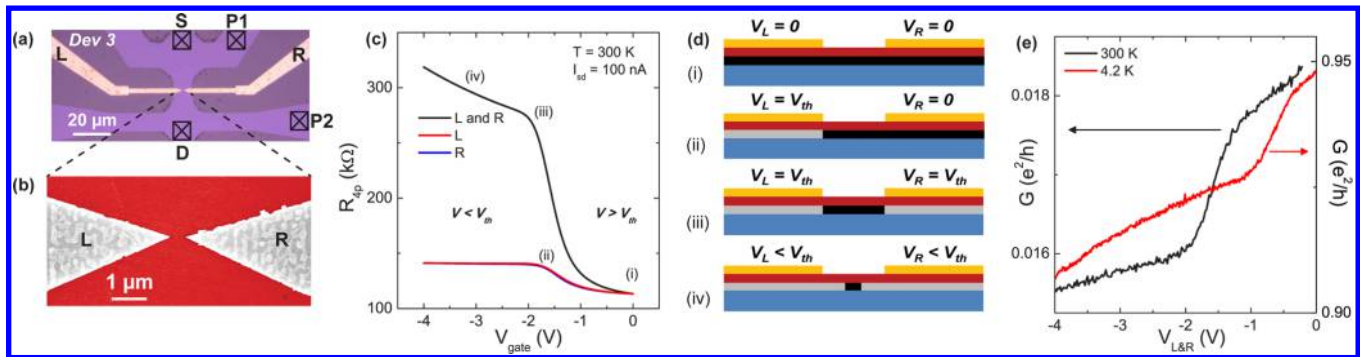 (a)
Dev 3
S
P1
L
R
20 µm
D
P2
(b)
L
R
1 µm
(c)
T = 300 K
I_sd = 100 nA
(iv)
(iii)
L and R
L
R
V < V_th
V > V_th
(ii)
(i)
300
200
100
R_4p (kΩ)
-4 -3 -2 -1 0
V_gate (V)
(d)
V_L = 0 V_R = 0
(i)
V_L = V_th V_R = 0
(ii)
V_L = V_th V_R = V_th
(iii)
V_L < V_th V_R < V_th
(iv)
(e)
300 K
4.2 K
0.018
0.016
G (e²/h)
0.95
0.90
G (e²/h)
-4 -3 -2 -1 0
V_L&R (V)